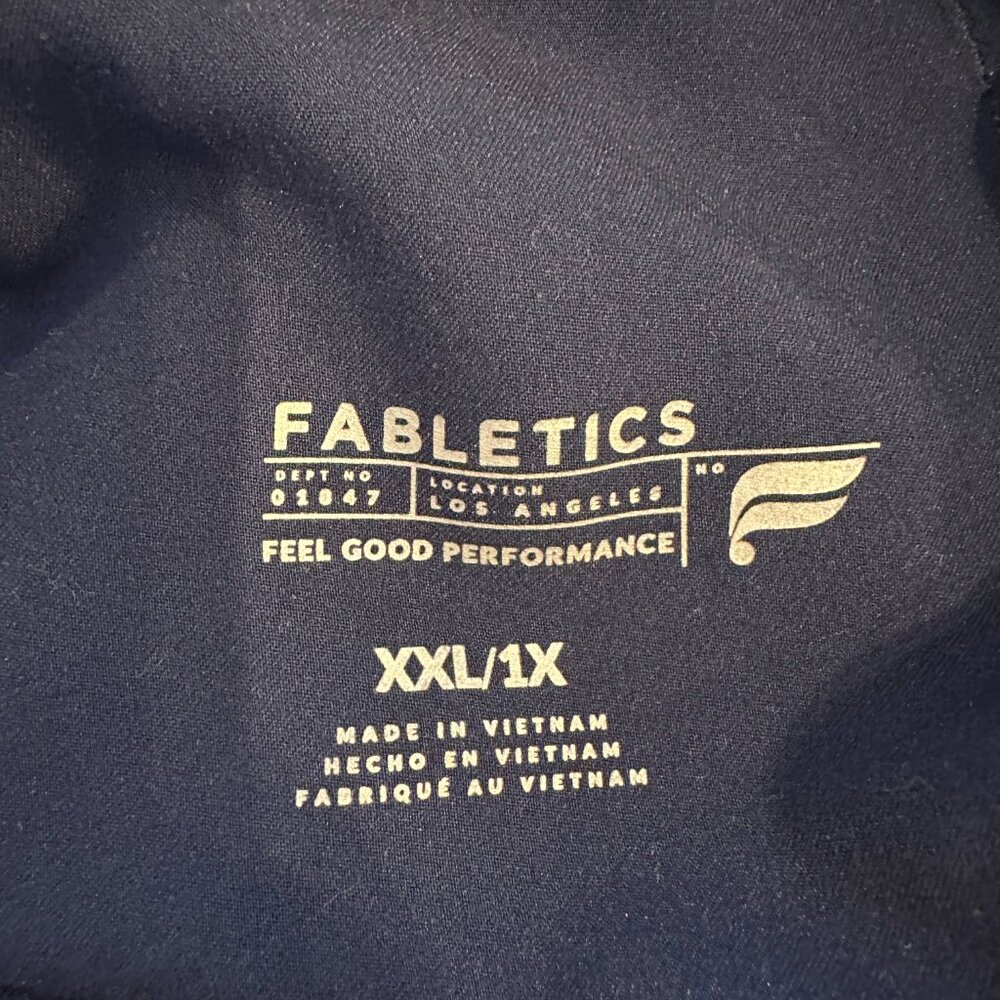 FABLETICS
DEPT NO
01847
LOCATION
LOS ANGELES
NO
FEEL GOOD PERFORMANCE
XXL/1X
MADE IN VIETNAM
HECHO EN VIETNAM
FABRIQUÉ AU VIETNAM